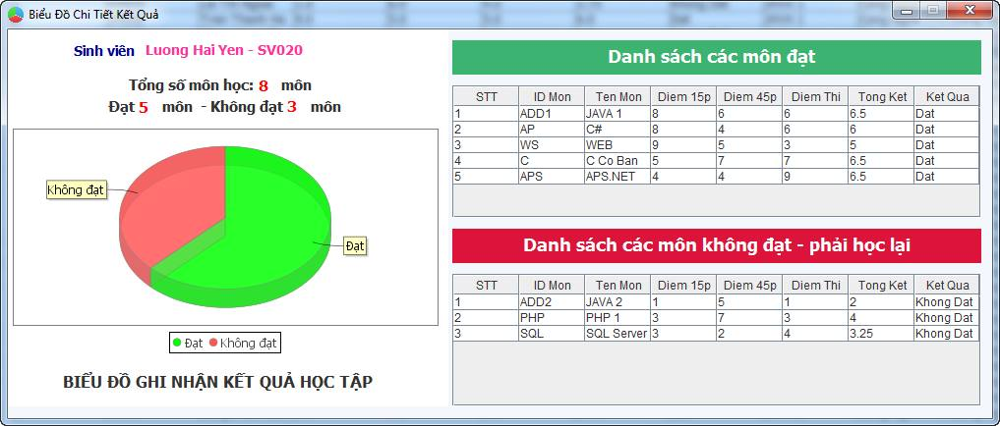 Biểu Đồ Chi Tiết Kết Quả
Sinh viên Luong Hai Yen - SV020
Tổng số môn học: 8 môn
Đạt 5 môn - Không đạt 3 môn
Không đạt
Đạt
Đạt Không đạt
BIỂU ĐỒ GHI NHẬN KẾT QUẢ HỌC TẬP
Danh sách các môn đạt
STT ID Mon Ten Mon Diem 15p Diem 45p Diem Thi Tong Ket Ket Qua
1 ADD1 JAVA 1 8 6 6 6.5 Dat
2 AP C# 8 4 6 6 Dat
3 WS WEB 9 5 3 5 Dat
4 C C Co Ban 5 7 7 6.5 Dat
5 APS APS.NET 4 4 9 6.5 Dat
Danh sách các môn không đạt - phải học lại
STT ID Mon Ten Mon Diem 15p Diem 45p Diem Thi Tong Ket Ket Qua
1 ADD2 JAVA 2 1 5 1 2 Khong Dat
2 PHP PHP 1 3 7 3 4 Khong Dat
3 SQL SQL Server 3 2 4 3.25 Khong Dat